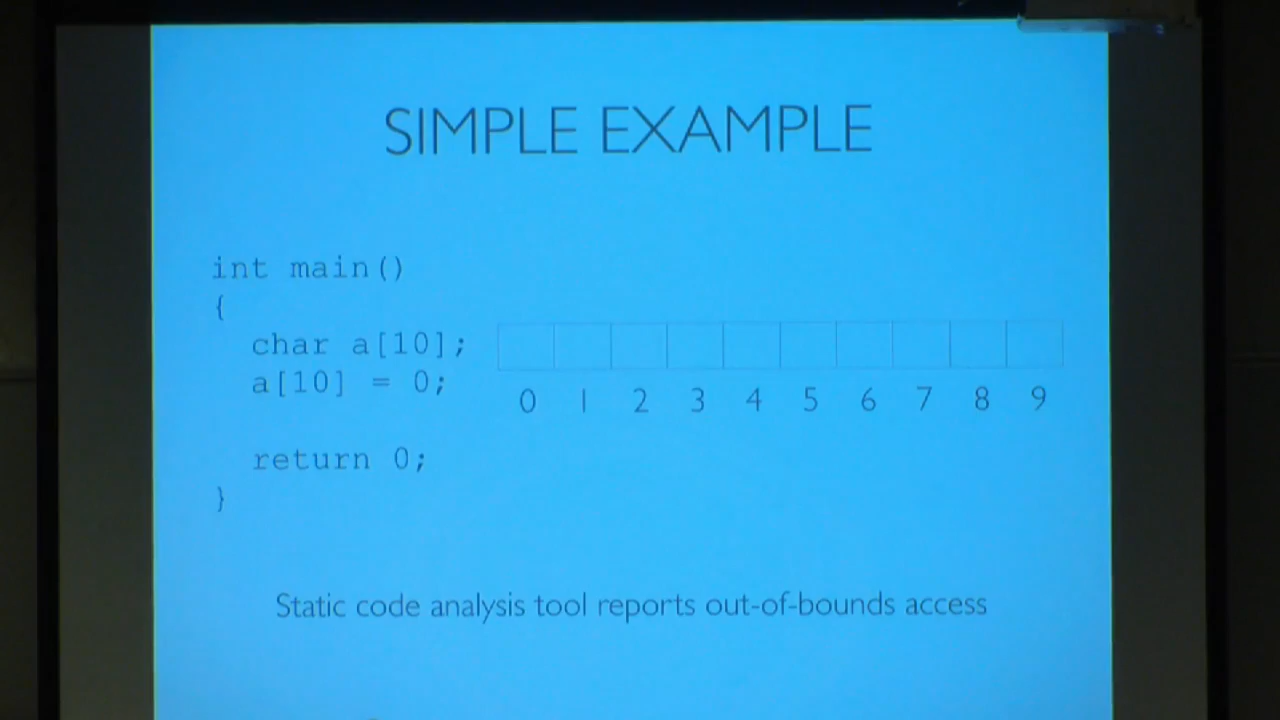 SIMPLE EXAMPLE
int main()
{
char a[10];
a[10] = 0;
0 1 2 3 4 5 6 7 8 9
return 0;
}
Static code analysis tool reports out-of-bounds access